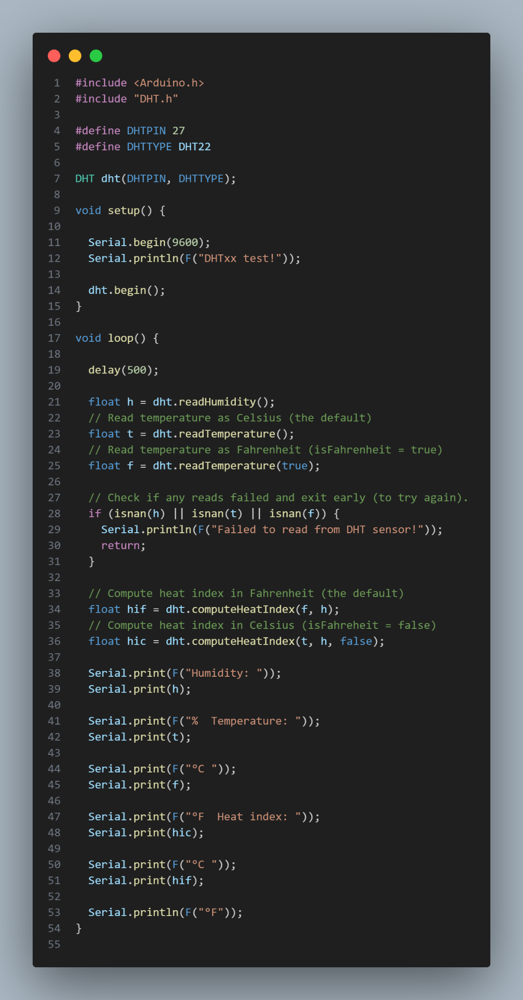 1 #include <Arduino.h>
2 #include "DHT.h"
3
4 #define DHTPIN 27
5 #define DHTTYPE DHT22
6
7 DHT dht(DHTPIN, DHTTYPE);
8
9 void setup() {
10
11   Serial.begin(9600);
12   Serial.println(F("DHTxx test!"));
13
14   dht.begin();
15 }
16
17 void loop() {
18
19   delay(500);
20
21   float h = dht.readHumidity();
22   // Read temperature as Celsius (the default)
23   float t = dht.readTemperature();
24   // Read temperature as Fahrenheit (isFahrenheit = true)
25   float f = dht.readTemperature(true);
26
27   // Check if any reads failed and exit early (to try again).
28   if (isnan(h) || isnan(t) || isnan(f)) {
29     Serial.println(F("Failed to read from DHT sensor!"));
30     return;
31   }
32
33   // Compute heat index in Fahrenheit (the default)
34   float hif = dht.computeHeatIndex(f, h);
35   // Compute heat index in Celsius (isFahreheit = false)
36   float hic = dht.computeHeatIndex(t, h, false);
37
38   Serial.print(F("Humidity: "));
39   Serial.print(h);
40
41   Serial.print(F("%  Temperature: "));
42   Serial.print(t);
43
44   Serial.print(F("°C "));
45   Serial.print(f);
46
47   Serial.print(F("°F  Heat index: "));
48   Serial.print(hic);
49
50   Serial.print(F("°C "));
51   Serial.print(hif);
52
53   Serial.println(F("°F"));
54 }
55